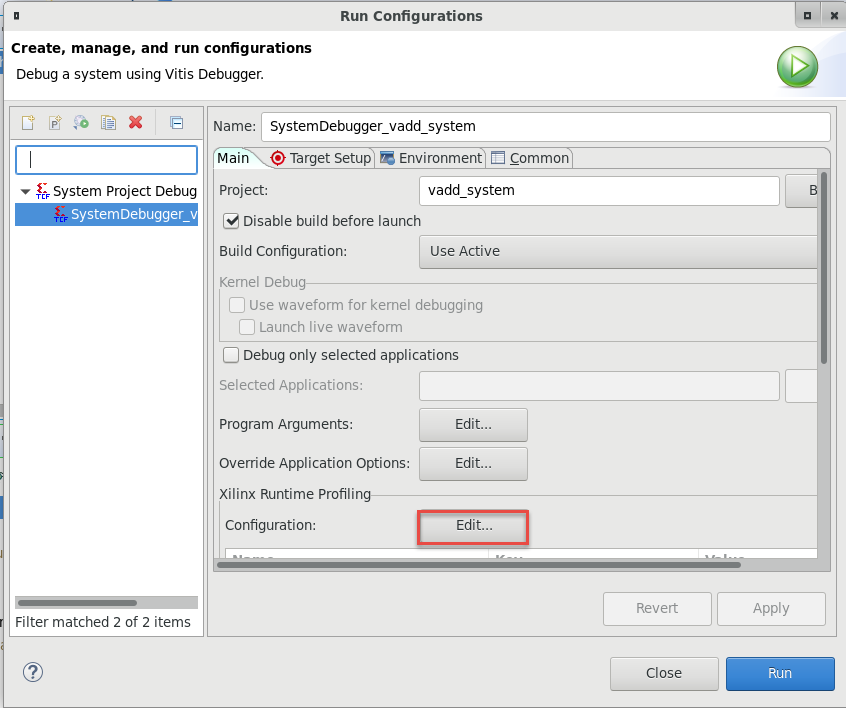 Run Configurations
Create, manage, and run configurations
Debug a system using Vitis Debugger.
Name: SystemDebugger_vadd_system
Main Target Setup Environment Common
System Project Debug
SystemDebugger_v
Project: vadd_system B
Disable build before launch
Build Configuration: Use Active
Kernel Debug
Use waveform for kernel debugging
Launch live waveform
Debug only selected applications
Selected Applications:
Program Arguments: Edit...
Override Application Options: Edit...
Xilinx Runtime Profiling
Configuration: Edit...
Name Key Value
Filter matched 2 of 2 items
Revert Apply
Close Run